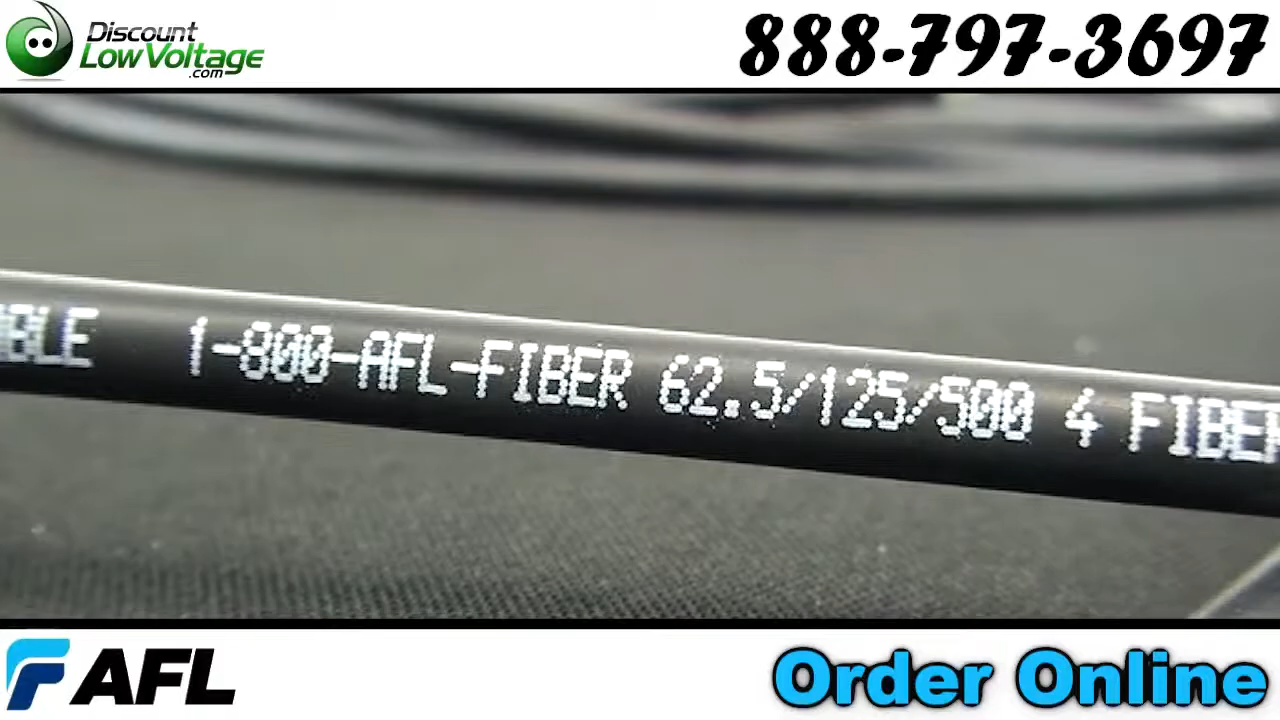 Discount
LowVoltage
.com
888-797-3697
1-800-AFL-FIBER 62.5/125/500 4 FIBER
AFL
Order Online